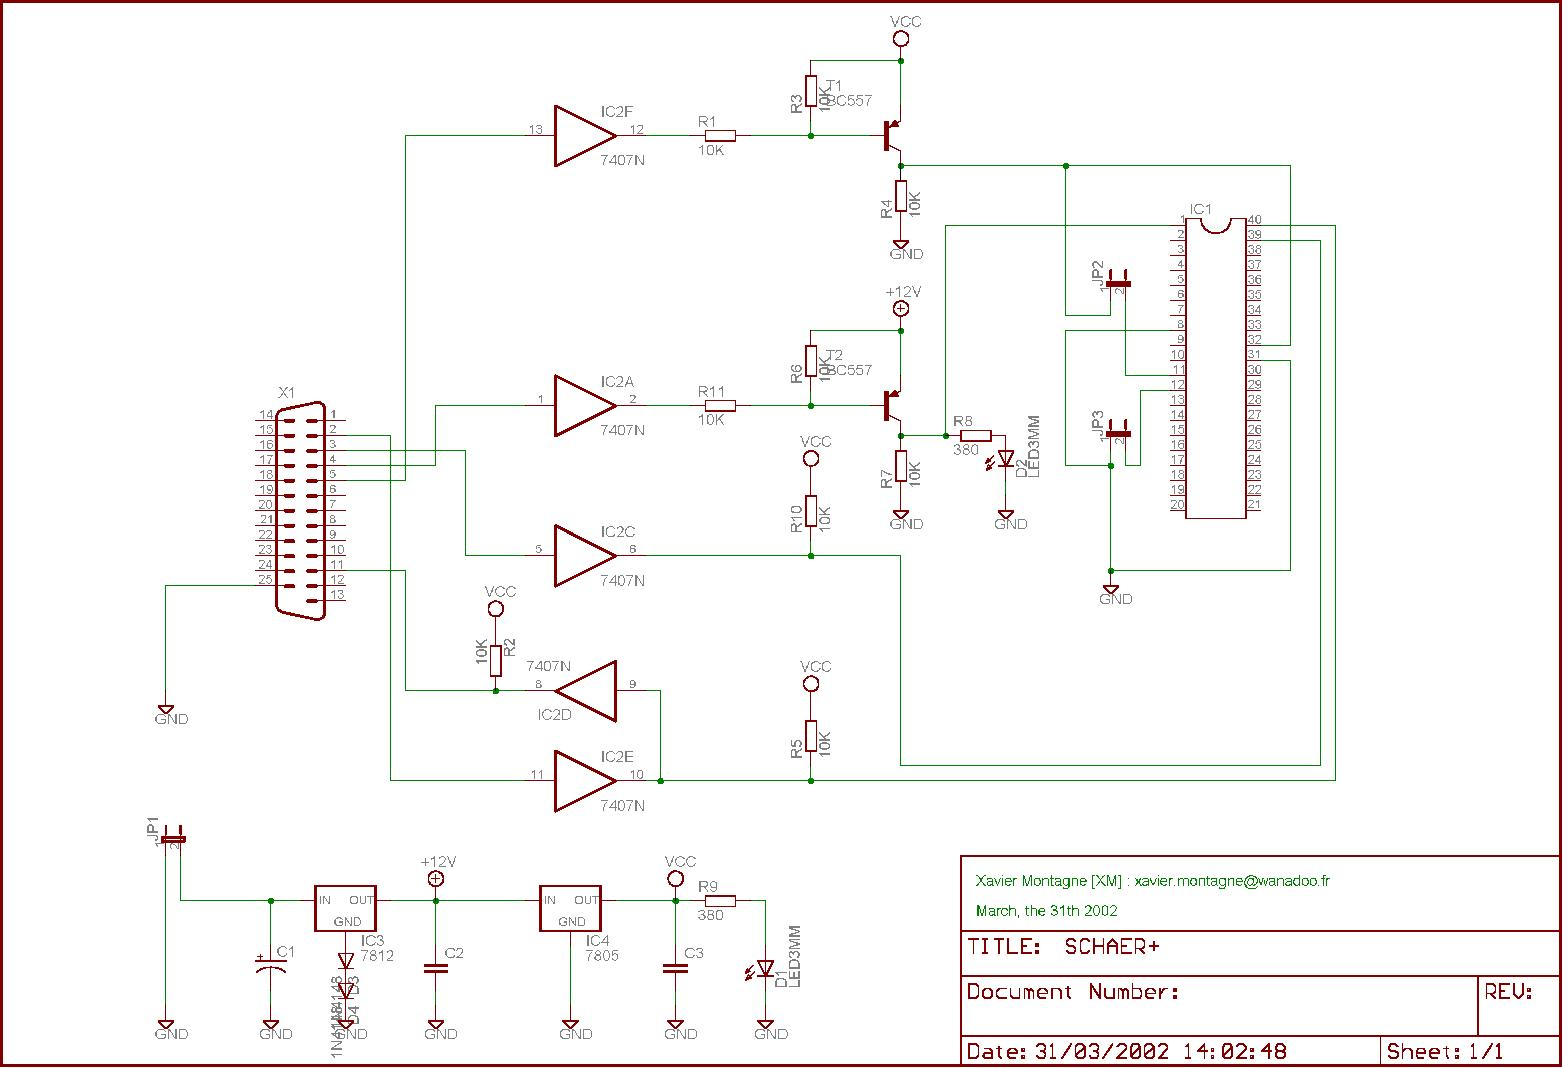 VCC
T1
BC557
R3
10K
IC2F
13
12
7407N
R1
10K
R4
10K
GND
IC1
1
2
3
4
5
6
7
8
9
10
11
12
13
14
15
16
17
18
19
20
40
39
38
37
36
35
34
33
32
31
30
29
28
27
26
25
24
23
22
21
JP2
1
2
JP3
1
2
GND
+12V
T2
BC557
R6
10K
IC2A
1
2
7407N
R11
10K
R7
10K
GND
R8
380
D2
LED3MM
GND
X1
14
15
16
17
18
19
20
21
22
23
24
25
1
2
3
4
5
6
7
8
9
10
11
12
13
GND
VCC
R10
10K
IC2C
5
6
7407N
VCC
10K
R2
7407N
8
9
IC2D
VCC
R5
10K
IC2E
11
10
7407N
JP1
1
2
GND
C1
GND
IN OUT
GND
IC3
7812
D3
D4
1N4148
GND
+12V
C2
GND
IN OUT
GND
IC4
7805
GND
VCC
C3
GND
R9
380
D1
LED3MM
GND
Xavier Montagne [XM] : xavier.montagne@wanadoo.fr
March, the 31th 2002
TITLE: SCHAER+
Document Number:
REV:
Date: 31/03/2002 14:02:48
Sheet: 1/1